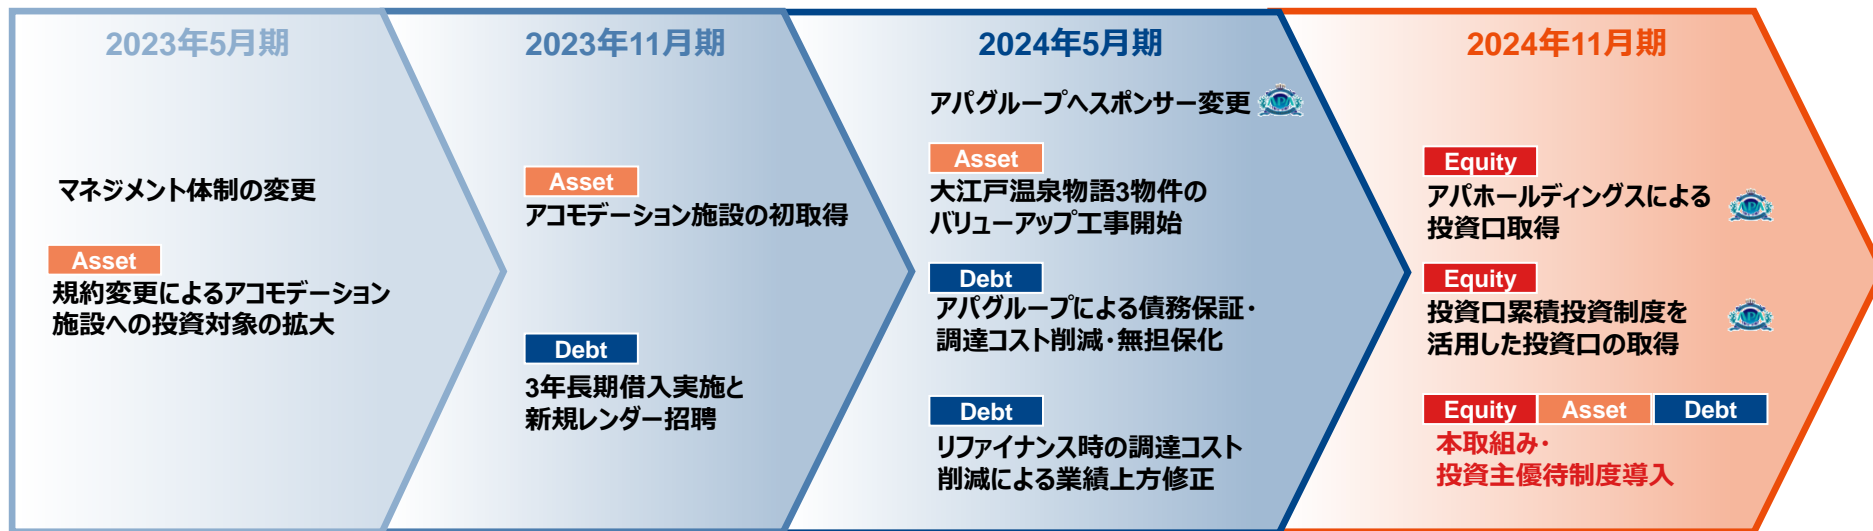 2023年5月期
マネジメント体制の変更
Asset
規約変更によるアコモデーション
施設への投資対象の拡大
2023年11月期
Asset
アコモデーション施設の初取得
Debt
3年長期借入実施と
新規レンダー招聘
2024年5月期
アパグループへスポンサー変更
APA
Asset
大江戸温泉物語3物件の
バリューアップ工事開始
Debt
アパグループによる債務保証・
調達コスト削減・無担保化
Debt
リファイナンス時の調達コスト
削減による業績上方修正
2024年11月期
Equity
アパホールディングスによる
投資口取得
APA
Equity
投資口累積投資制度を
活用した投資口の取得
APA
Equity Asset Debt
本取組み・
投資主優待制度導入